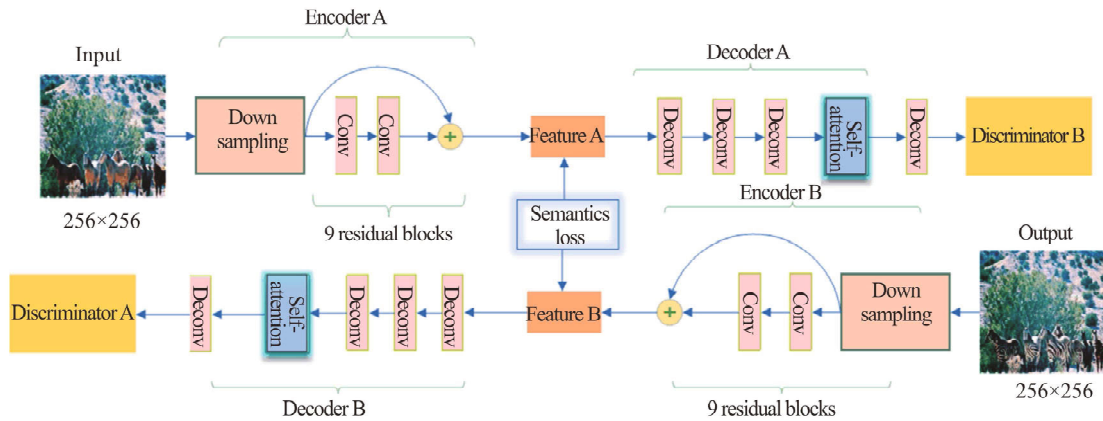 Encoder A
Input
Decoder A
Down
sampling
Conv
Conv
+
Feature A
Deconv
Deconv
Deconv
Self-
attention
Deconv
Discriminator B
256×256
9 residual blocks
Semantics
loss
Encoder B
Output
Discriminator A
Deconv
Self-
attention
Deconv
Deconv
Deconv
Feature B
+
Conv
Conv
Down
sampling
Decoder B
9 residual blocks
256×256